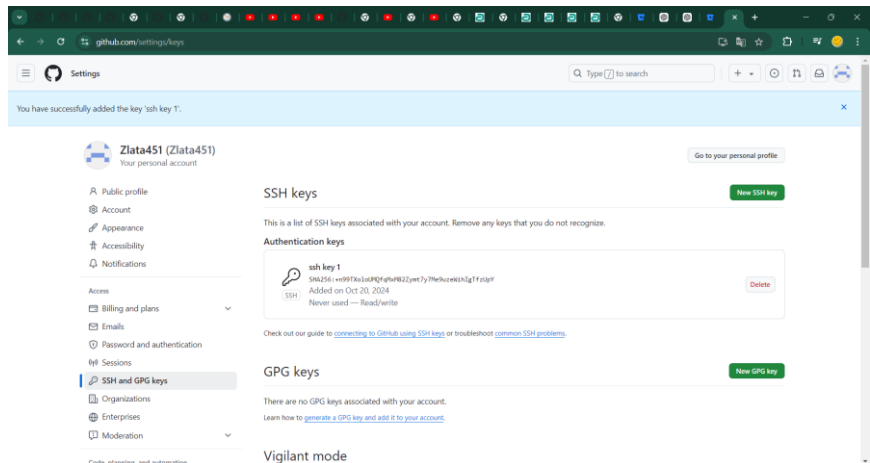 github.com/settings/keys
Settings
Type / to search
You have successfully added the key 'ssh key 1'.
Zlata451 (Zlata451)
Your personal account
Go to your personal profile
Public profile
Account
Appearance
Accessibility
Notifications
Access
Billing and plans
Emails
Password and authentication
Sessions
SSH and GPG keys
Organizations
Enterprises
Moderation
SSH keys
New SSH key
This is a list of SSH keys associated with your account. Remove any keys that you do not recognize.
Authentication keys
ssh key 1
SSH
Added on Oct 20, 2024
Never used — Read/write
Delete
Check out our guide to connecting to GitHub using SSH keys or troubleshoot common SSH problems.
GPG keys
New GPG key
There are no GPG keys associated with your account.
Learn how to generate a GPG key and add it to your account.
Vigilant mode